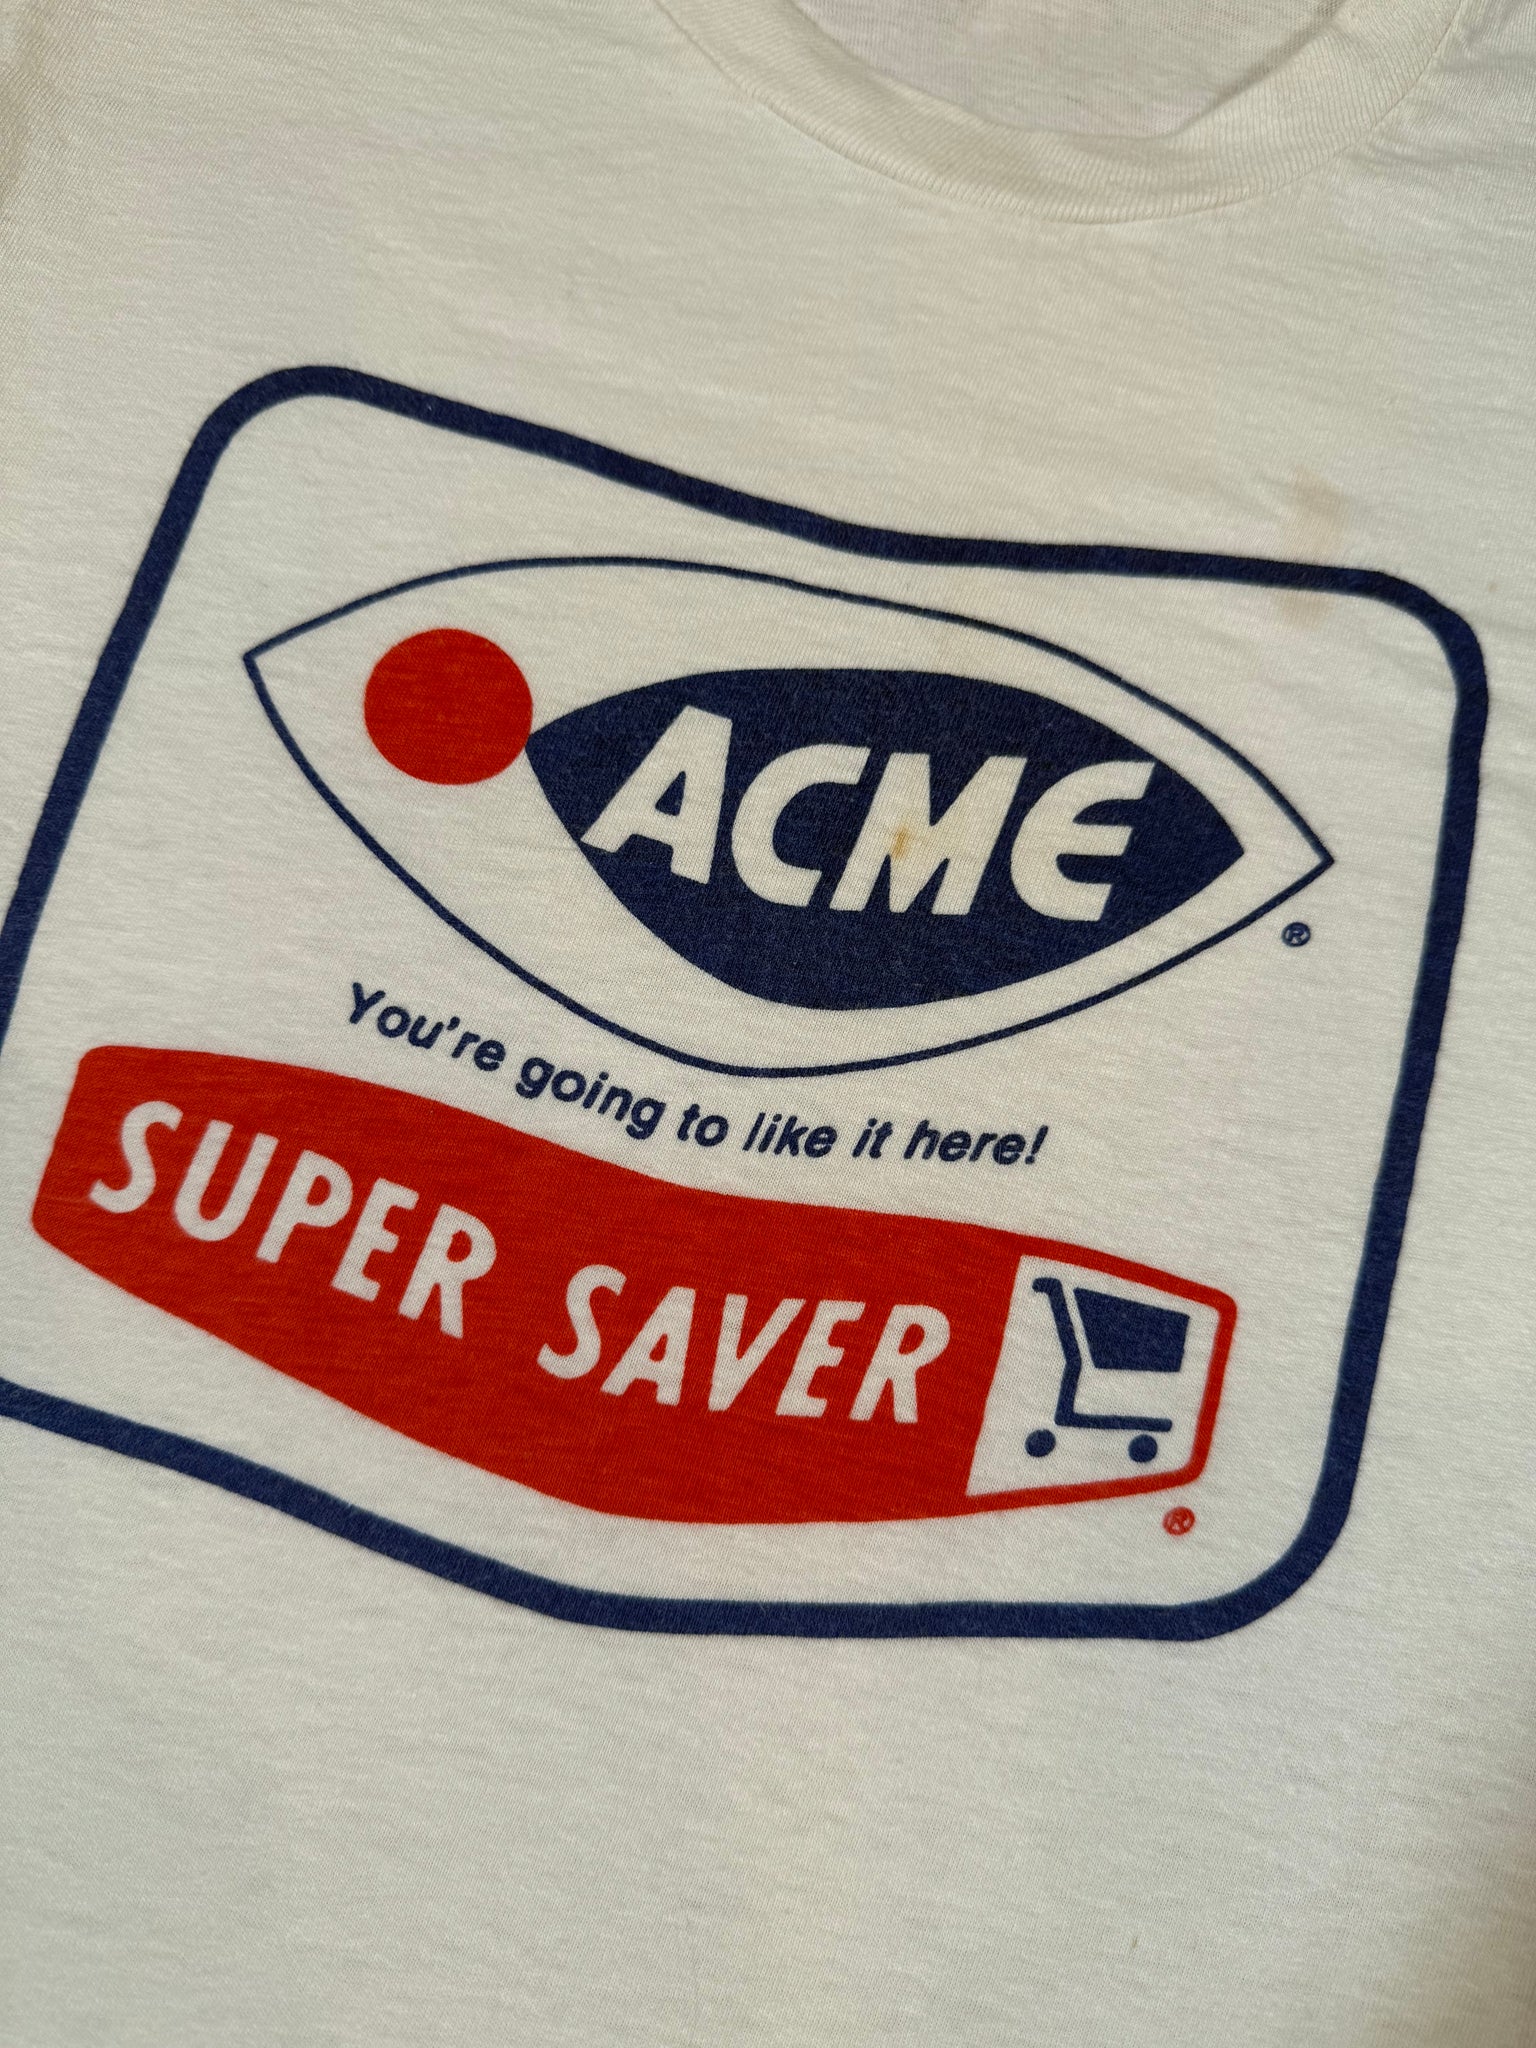 ACME
®
You're going to like it here!
SUPER SAVER
®